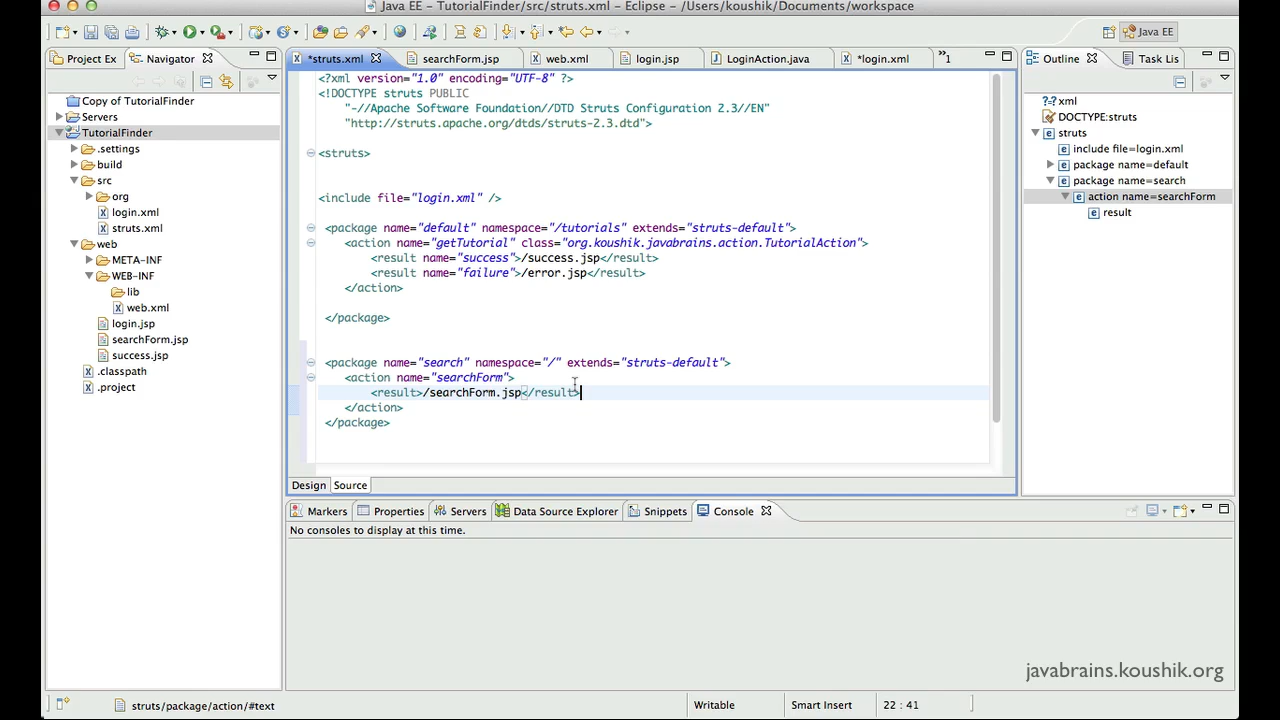 Java EE - TutorialFinder/src/struts.xml - Eclipse - /Users/koushik/Documents/workspace
Java EE
Project Ex
Navigator
*struts.xml
searchForm.jsp
web.xml
login.jsp
LoginAction.java
*login.xml
"1
Outline
Task Lis
Copy of TutorialFinder
Servers
TutorialFinder
.settings
build
src
org
login.xml
struts.xml
web
META-INF
WEB-INF
lib
web.xml
login.jsp
searchForm.jsp
success.jsp
.classpath
.project
<?xml version="1.0" encoding="UTF-8" ?>
<!DOCTYPE struts PUBLIC
"-//Apache Software Foundation//DTD Struts Configuration 2.3//EN"
"http://struts.apache.org/dtds/struts-2.3.dtd">
<struts>
<include file="login.xml" />
<package name="default" namespace="/tutorials" extends="struts-default">
<action name="getTutorial" class="org.koushik.javabrains.action.TutorialAction">
<result name="success">/success.jsp</result>
<result name="failure">/error.jsp</result>
</action>
</package>
<package name="search" namespace="/" extends="struts-default">
<action name="searchForm">
<result>/searchForm.jsp</result>
</action>
</package>
Design
Source
xml
DOCTYPE:struts
struts
include file=login.xml
package name=default
package name=search
action name=searchForm
result
Markers
Properties
Servers
Data Source Explorer
Snippets
Console
No consoles to display at this time.
javabrains.koushik.org
struts/package/action/#text
Writable
Smart Insert
22 : 41